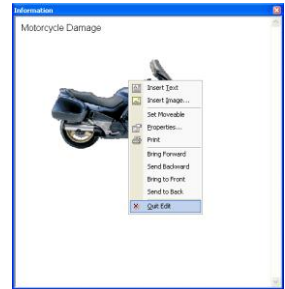 Information
Motorcycle Damage
Insert Text
Insert Image...
Set Moveable
Properties...
Print
Bring Forward
Send Backward
Bring to Front
Send to Back
Quit Edit